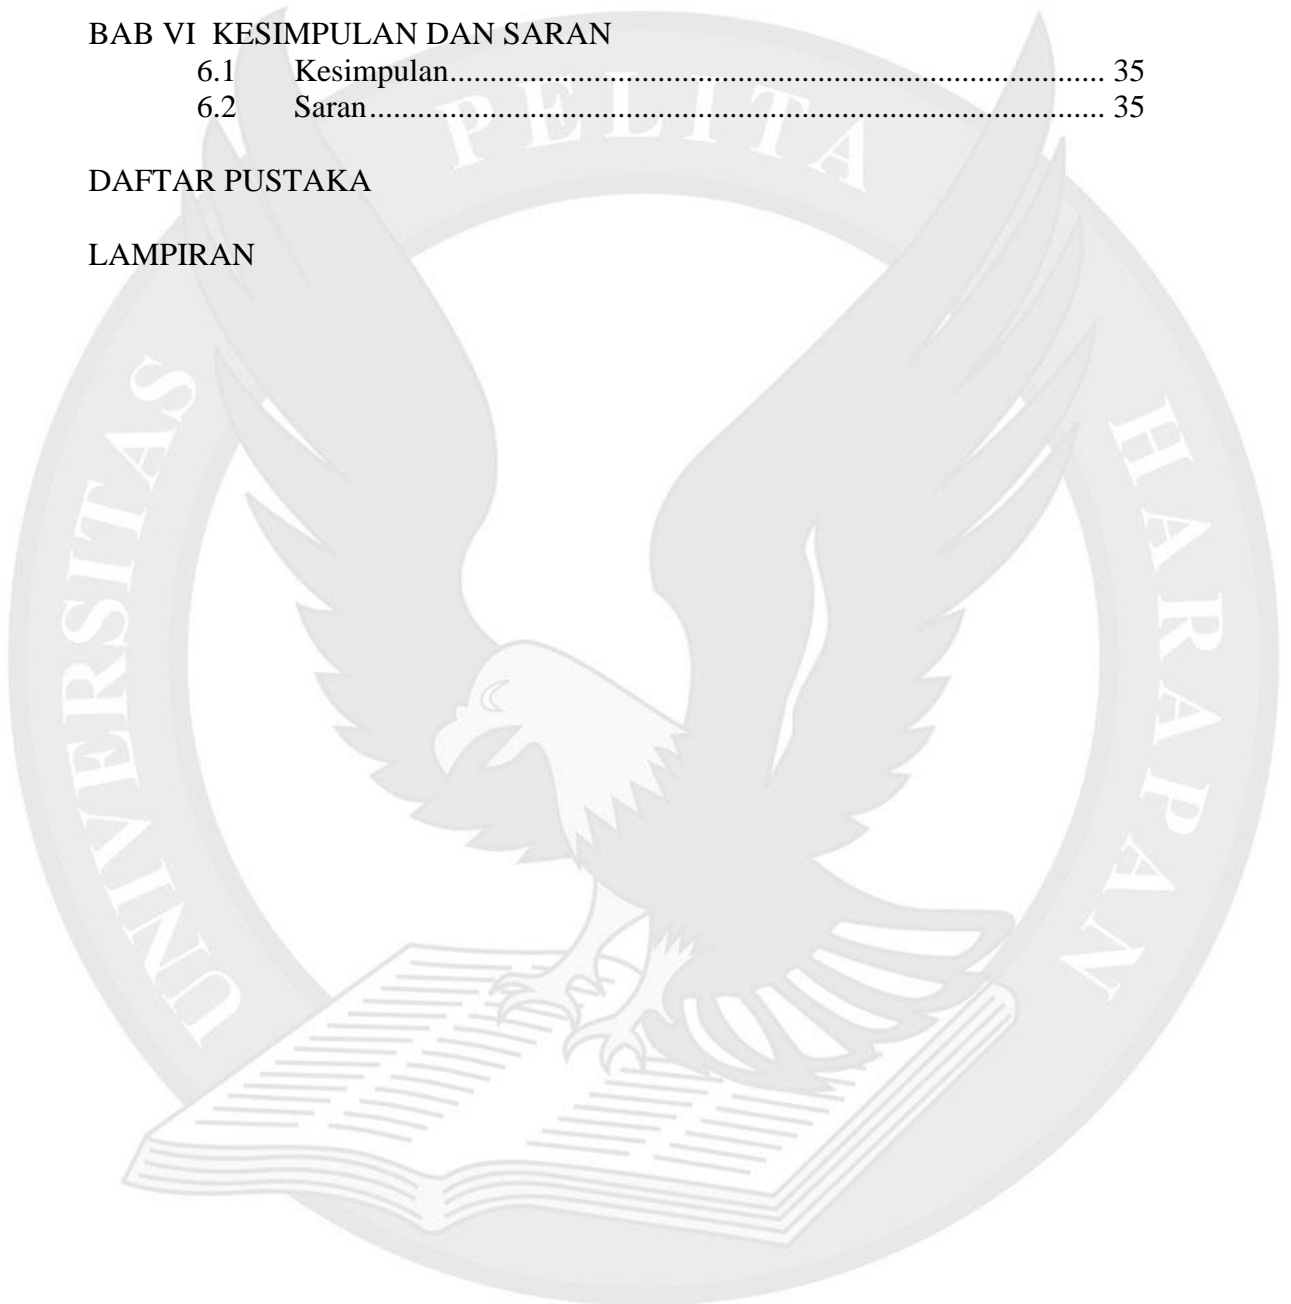 BAB VI KESIMPULAN DAN SARAN
6.1 Kesimpulan.................................................................................. 35
6.2 Saran............................................................................................ 35
DAFTAR PUSTAKA
LAMPIRAN
UNIVERSITAS PELITA HARAPAN